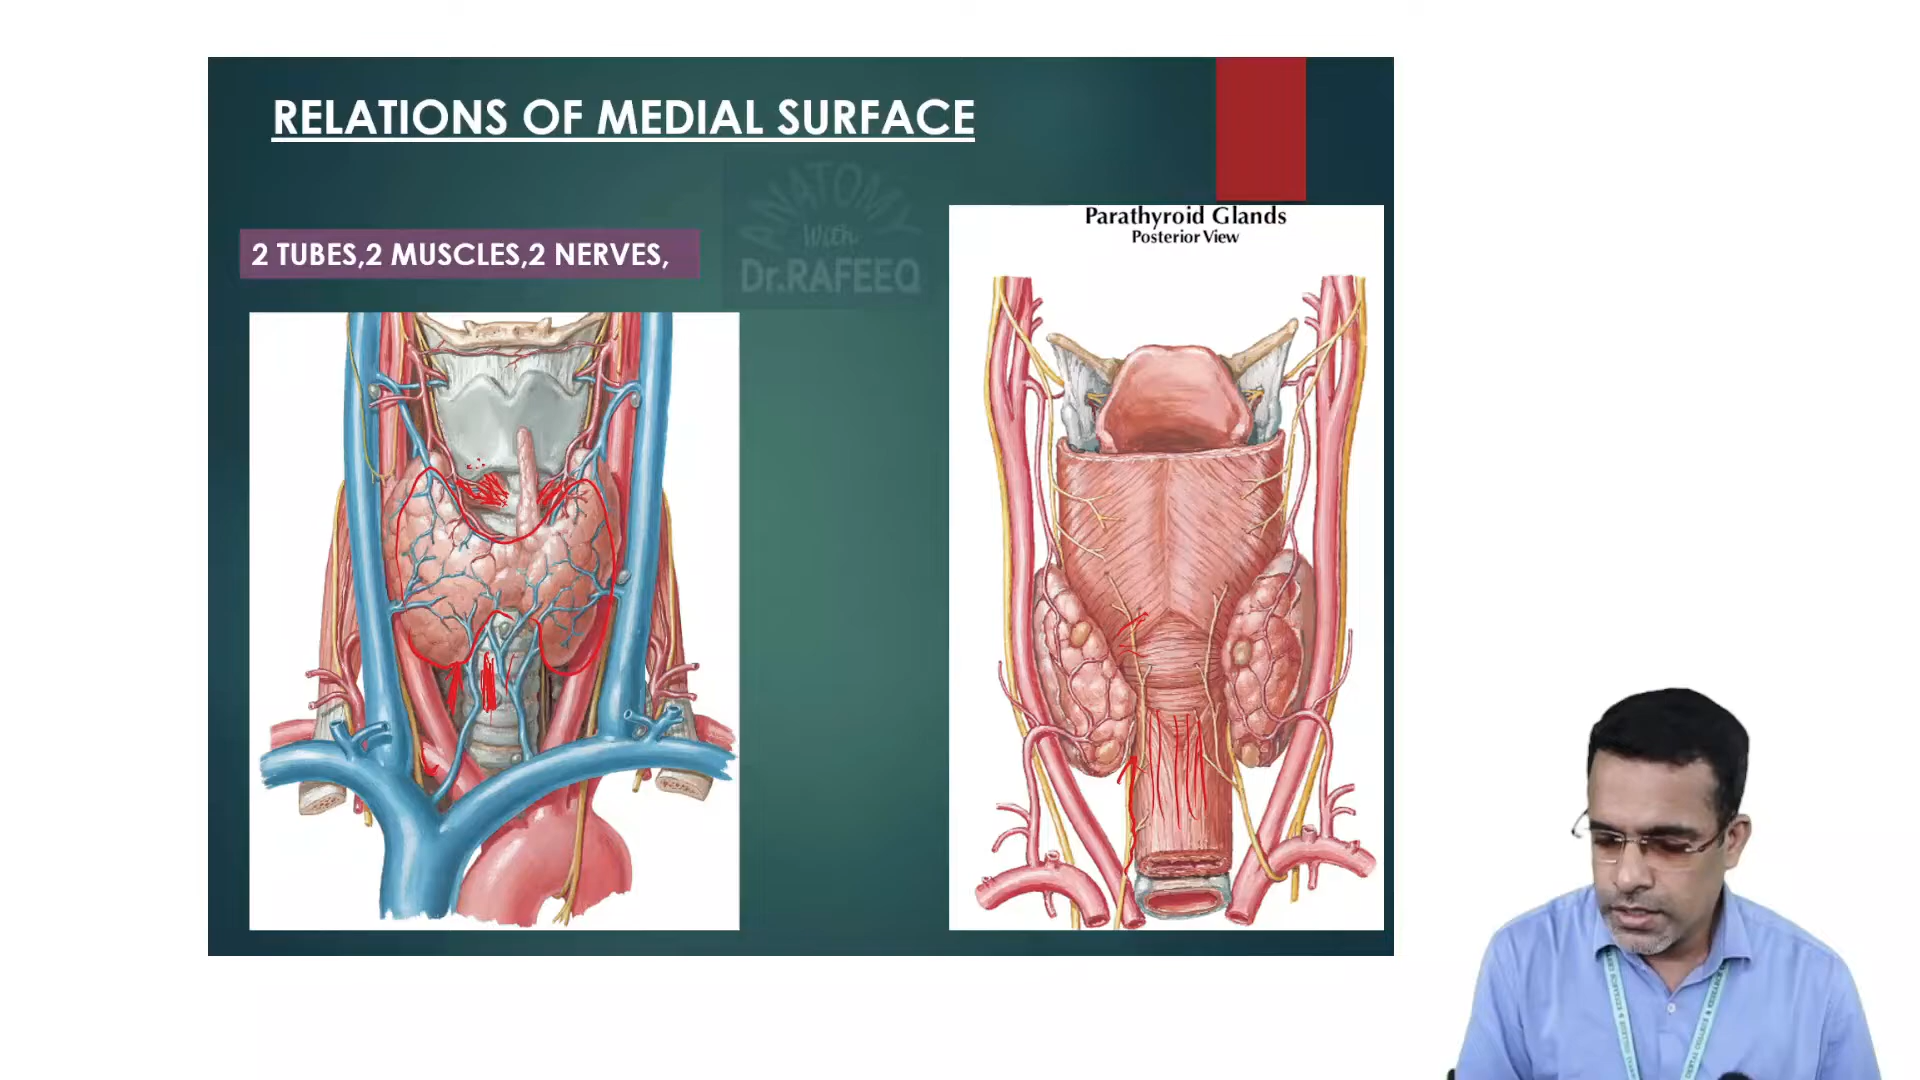 RELATIONS OF MEDIAL SURFACE
ANATOMY
With
Dr.RAFEEQ
2 TUBES,2 MUSCLES,2 NERVES,
Parathyroid Glands
Posterior View